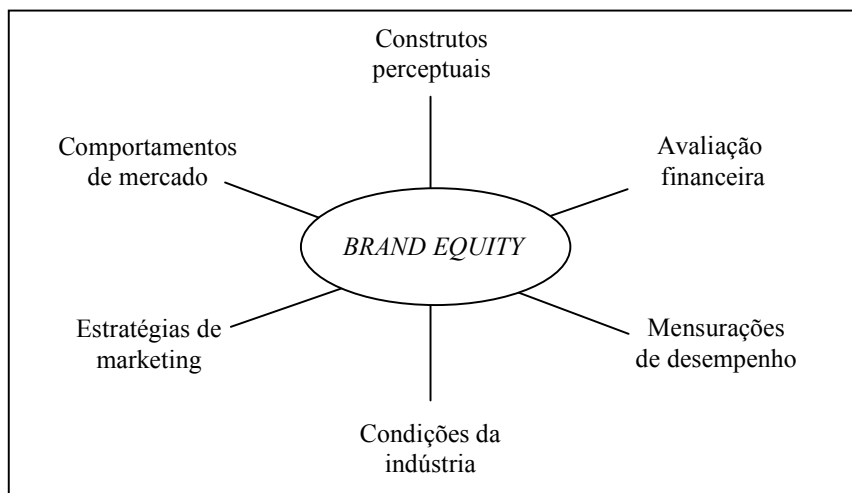 Construtos
perceptuais
Comportamentos
de mercado
Avaliação
financeira
BRAND EQUITY
Estratégias de
marketing
Mensurações
de desempenho
Condições da
indústria